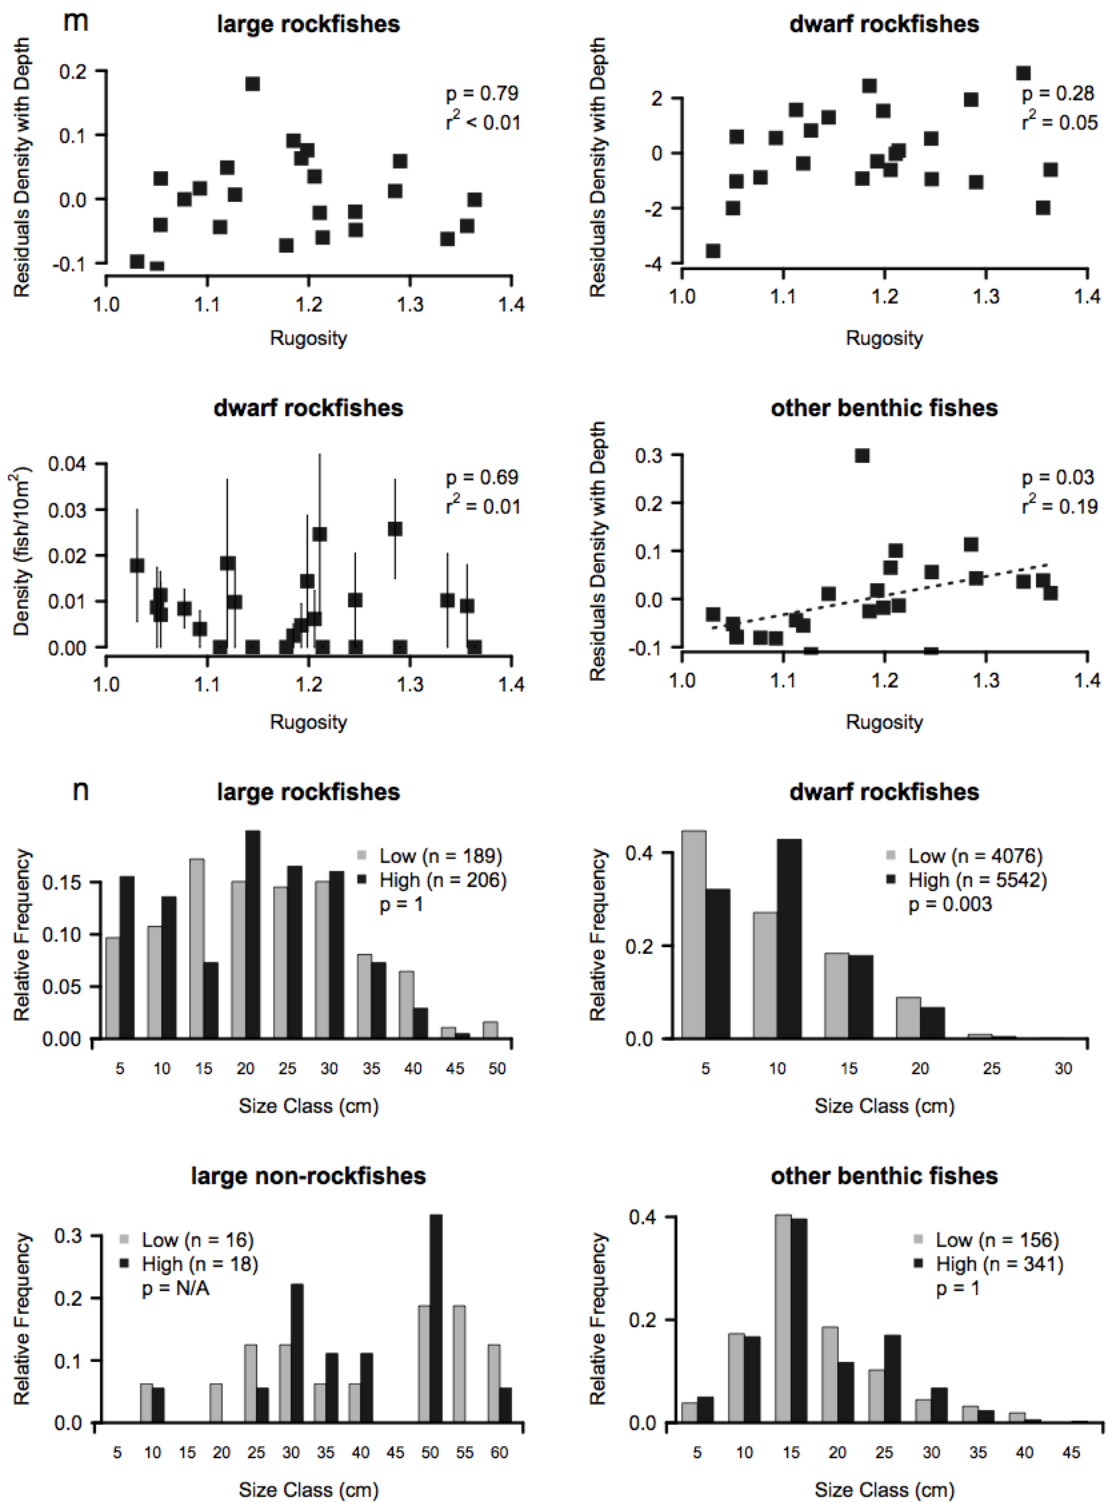 m
large rockfishes
Residuals Density with Depth
0.2
0.1
0.0
-0.1
p = 0.79
r² < 0.01
1.0 1.1 1.2 1.3 1.4
Rugosity
dwarf rockfishes
Residuals Density with Depth
2
0
-2
-4
p = 0.28
r² = 0.05
1.0 1.1 1.2 1.3 1.4
Rugosity
dwarf rockfishes
Density (fish/10m²)
0.04
0.03
0.02
0.01
0.00
p = 0.69
r² = 0.01
1.0 1.1 1.2 1.3 1.4
Rugosity
other benthic fishes
Residuals Density with Depth
0.3
0.2
0.1
0.0
-0.1
p = 0.03
r² = 0.19
1.0 1.1 1.2 1.3 1.4
Rugosity
n
large rockfishes
Relative Frequency
0.15
0.10
0.05
0.00
Low (n = 189)
High (n = 206)
p = 1
5 10 15 20 25 30 35 40 45 50
Size Class (cm)
dwarf rockfishes
Relative Frequency
0.4
0.2
0.0
Low (n = 4076)
High (n = 5542)
p = 0.003
5 10 15 20 25 30
Size Class (cm)
large non-rockfishes
Relative Frequency
0.3
0.2
0.1
0.0
Low (n = 16)
High (n = 18)
p = N/A
5 10 15 20 25 30 35 40 45 50 55 60
Size Class (cm)
other benthic fishes
Relative Frequency
0.4
0.2
0.0
Low (n = 156)
High (n = 341)
p = 1
5 10 15 20 25 30 35 40 45
Size Class (cm)